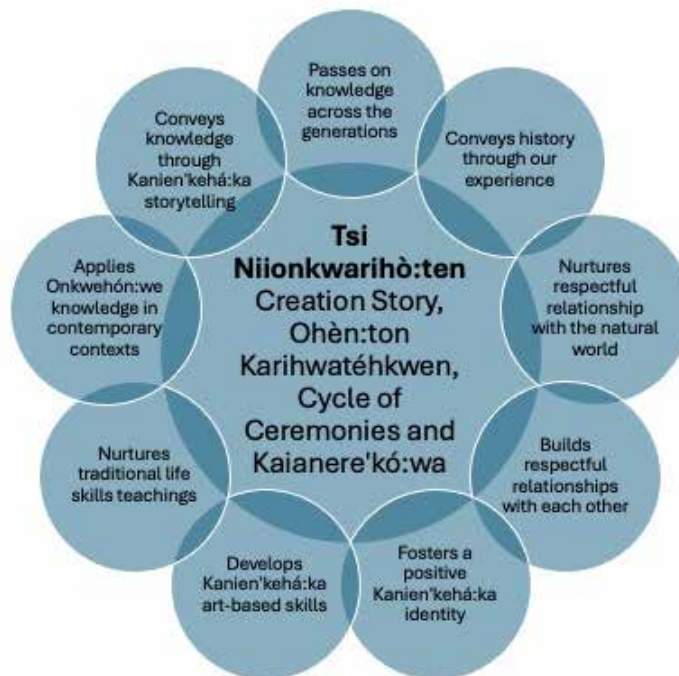 Passes on
knowledge
across the
generations
Conveys history
through our
experience
Nurtures
respectful
relationship
with the natural
world
Builds
respectful
relationships
with each other
Fosters a
positive
Kanien'kehá:ka
identity
Develops
Kanien'kehá:ka
art-based skills
Nurtures
traditional life
skills teachings
Applies
Onkwehón:we
knowledge in
contemporary
contexts
Conveys
knowledge
through
Kanien'kehá:ka
storytelling
Tsi
Niionkwarihò:ten
Creation Story,
Ohèn:ton
Karihwatéhkwen,
Cycle of
Ceremonies and
Kaianere'kó:wa